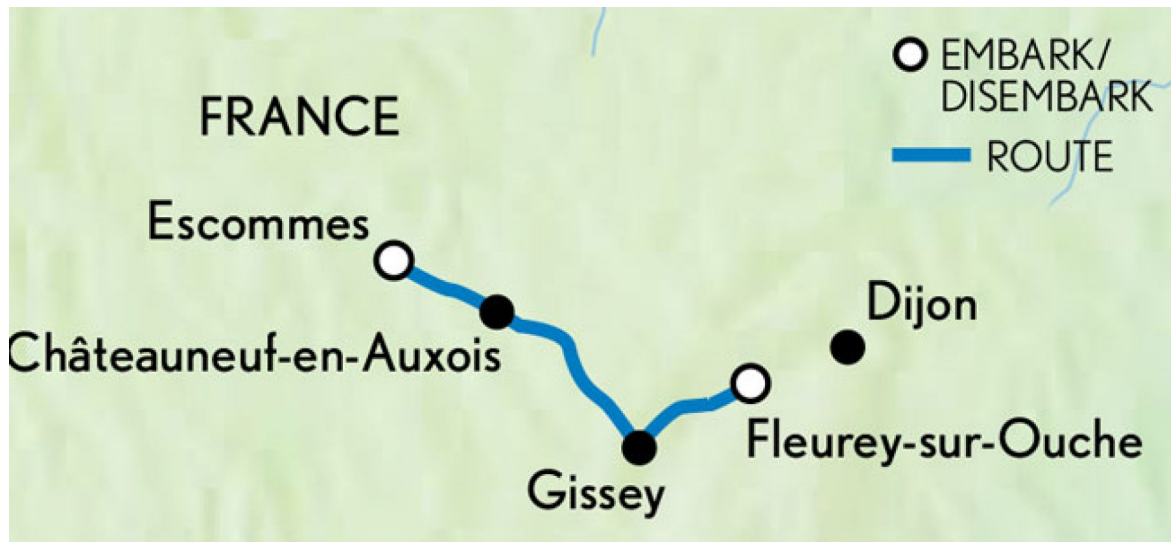 EMBARK/
DISEMBARK
ROUTE
FRANCE
Escommes
Châteauneuf-en-Auxois
Dijon
Fleurey-sur-Ouche
Gissey